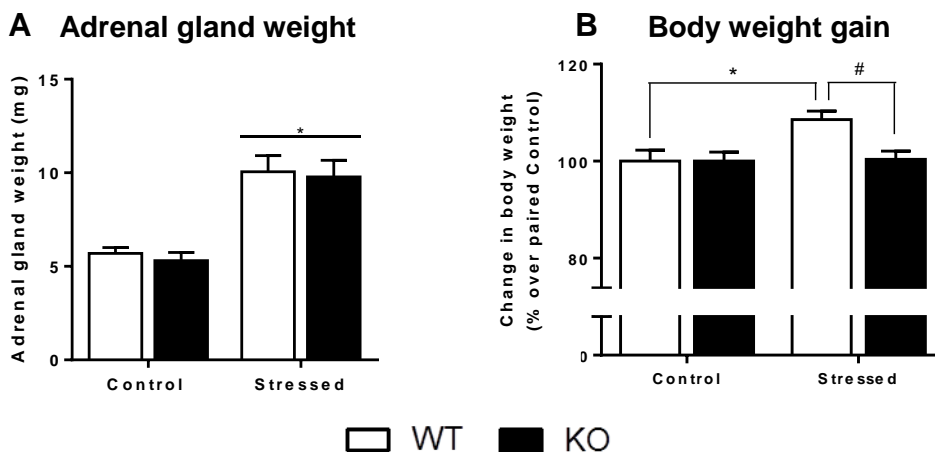 A Adrenal gland weight
Adrenal gland weight (mg)
15
10
5
0
*
Control
Stressed
B Body weight gain
Change in body weight
(% over paired Control)
120
100
80
0
*
#
Control
Stressed
WT
KO